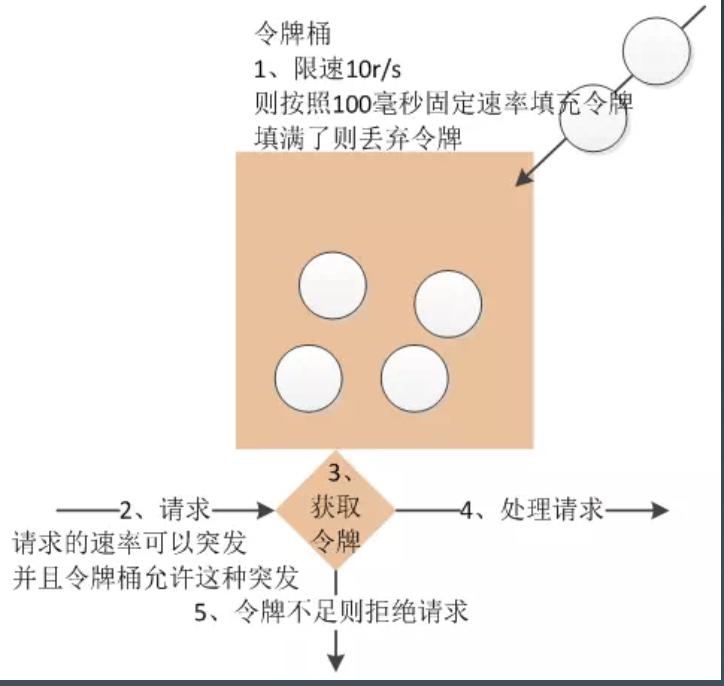 令牌桶
1、限速10r/s
则按照100毫秒固定速率填充令牌
填满了则丢弃令牌
3、
获取
令牌
2、请求
4、处理请求
请求的速率可以突发
并且令牌桶允许这种突发
5、令牌不足则拒绝请求